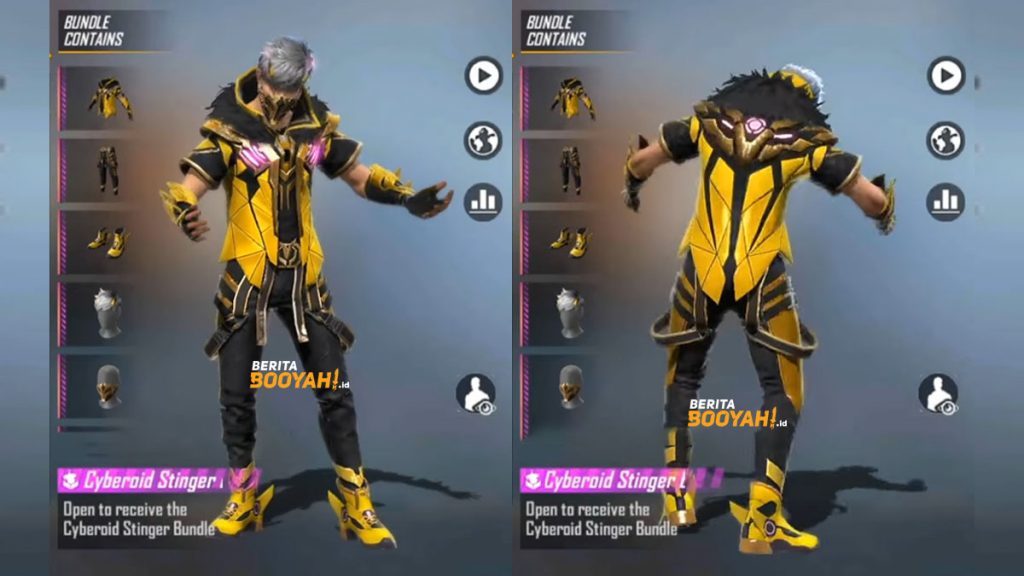 BUNDLE
CONTAINS
BERITA
BOOYAH!.id
Cyberoid Stinger
Open to receive the
Cyberoid Stinger Bundle
BUNDLE
CONTAINS
BERITA
BOOYAH!.id
Cyberoid Stinger
Open to receive the
Cyberoid Stinger Bundle